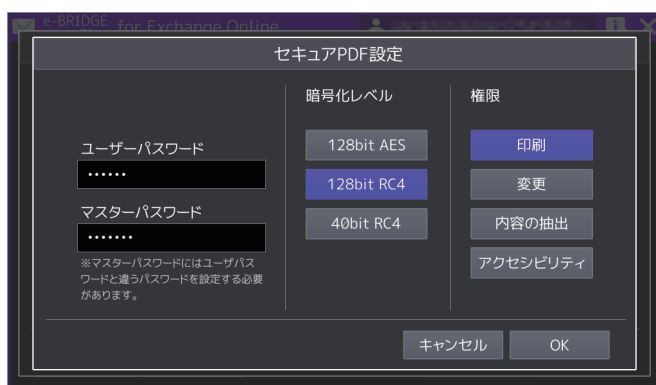 e-BRIDGE
for Exchange Online
セキュアPDF設定
暗号化レベル
権限
ユーザーパスワード
••••••
マスターパスワード
•••••••
※マスターパスワードにはユーザパス
ワードと違うパスワードを設定する必要
があります。
128bit AES
128bit RC4
40bit RC4
印刷
変更
内容の抽出
アクセシビリティ
キャンセル
OK